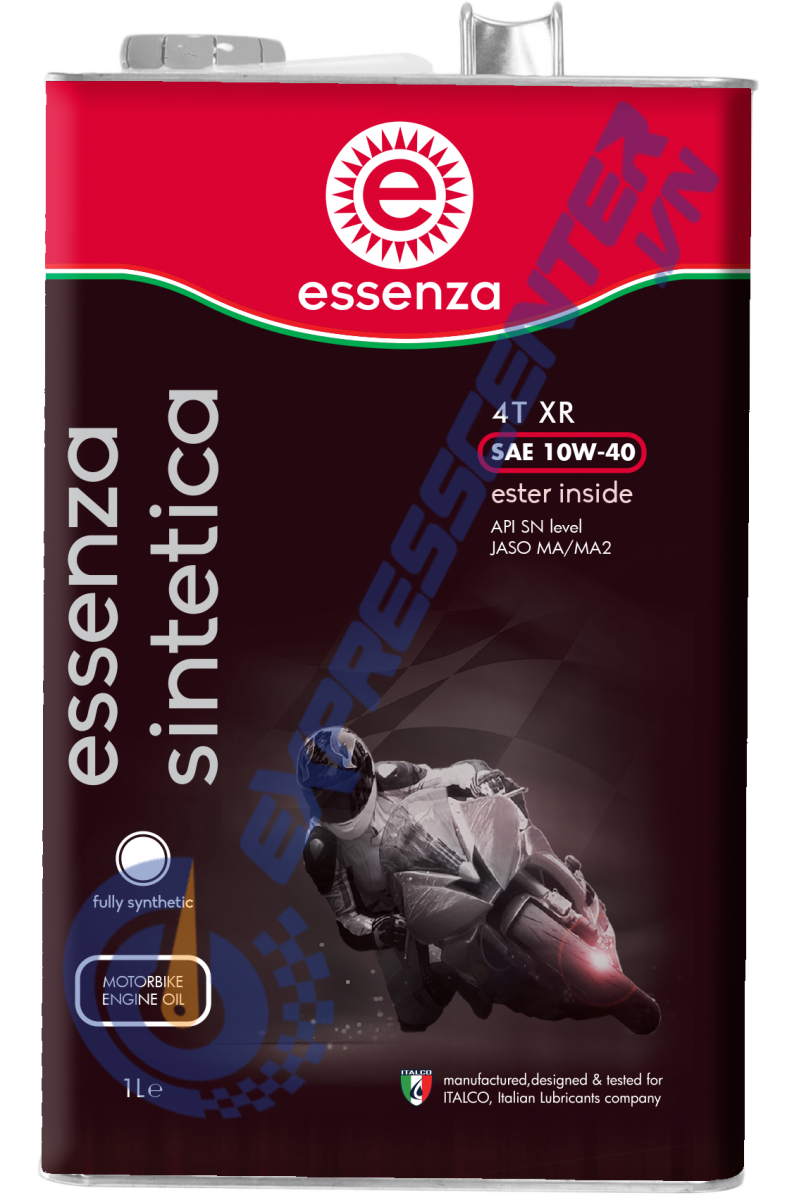 e
essenza
essenza
sintetica
4T XR
SAE 10W-40
ester inside
API SN level
JASO MA/MA2
fully synthetic
MOTORBIKE
ENGINE OIL
1L e
ITALCO
manufactured,designed & tested for
ITALCO, Italian Lubricants company
EXPRESSCENTER
.VN